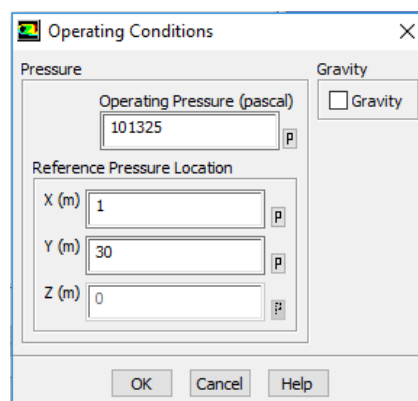 Operating Conditions
Pressure
Gravity
Operating Pressure (pascal)
Gravity
101325
P
Reference Pressure Location
X (m)
1
P
Y (m)
30
P
Z (m)
0
P
OK
Cancel
Help